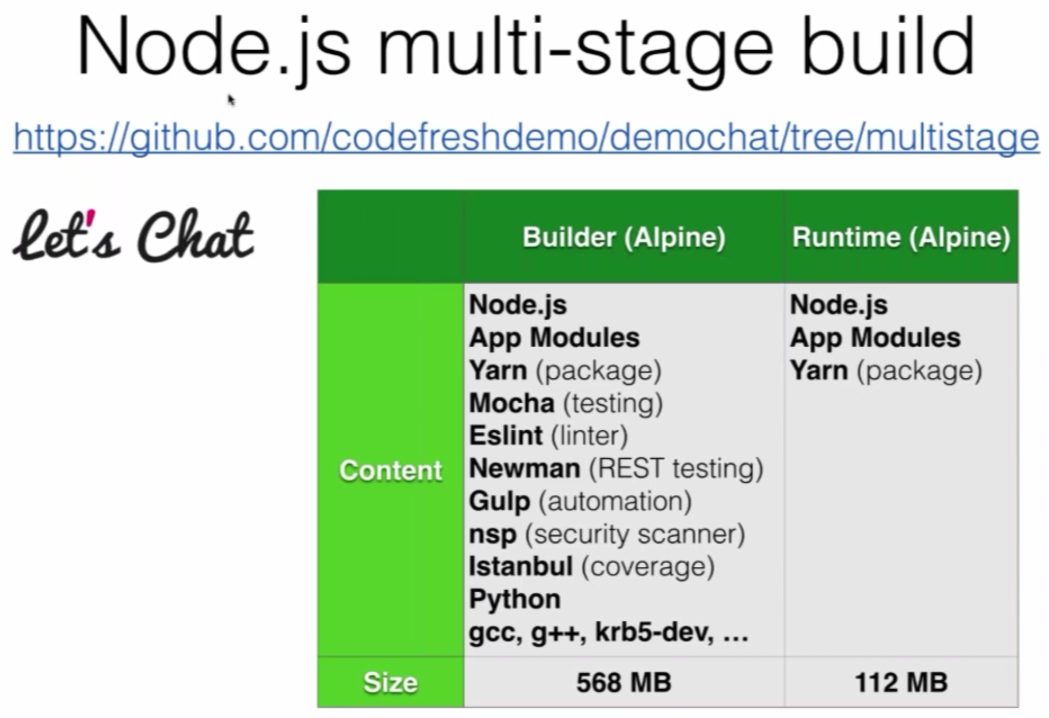 Node.js multi-stage build
https://github.com/codefreshdemo/demochat/tree/multistage
let's Chat
Builder (Alpine)
Runtime (Alpine)
Content
Node.js
App Modules
Yarn (package)
Mocha (testing)
Eslint (linter)
Newman (REST testing)
Gulp (automation)
nsp (security scanner)
Istanbul (coverage)
Python
gcc, g++, krb5-dev, ...
Node.js
App Modules
Yarn (package)
Size
568 MB
112 MB